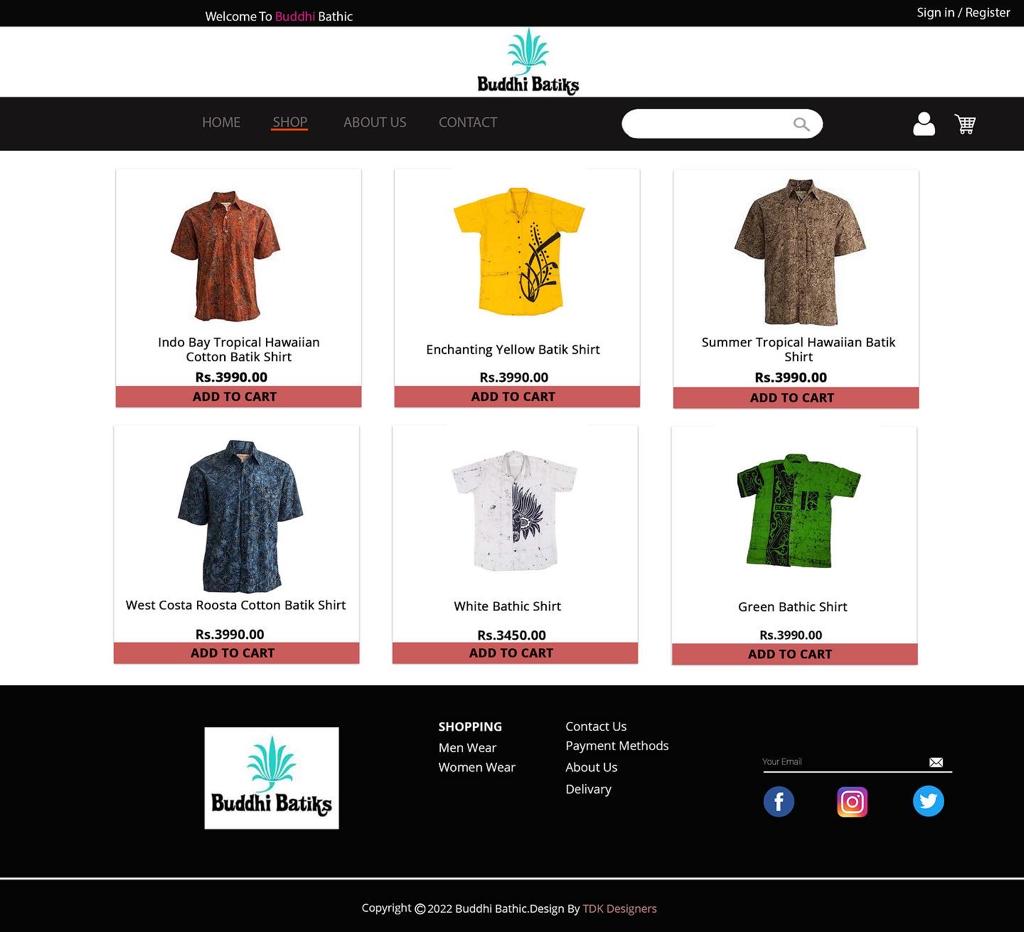 Welcome To Buddhi Bathic
Sign in / Register
Buddhi Batiks
HOME
SHOP
ABOUT US
CONTACT
Indo Bay Tropical Hawaiian
Cotton Batik Shirt
Rs.3990.00
ADD TO CART
Enchanting Yellow Batik Shirt
Rs.3990.00
ADD TO CART
Summer Tropical Hawaiian Batik
Shirt
Rs.3990.00
ADD TO CART
West Costa Roosta Cotton Batik Shirt
Rs.3990.00
ADD TO CART
White Bathic Shirt
Rs.3450.00
ADD TO CART
Green Bathic Shirt
Rs.3990.00
ADD TO CART
Buddhi Batiks
SHOPPING
Men Wear
Women Wear
Contact Us
Payment Methods
About Us
Delivary
Your Email
Copyright ©2022 Buddhi Bathic.Design By TDK Designers